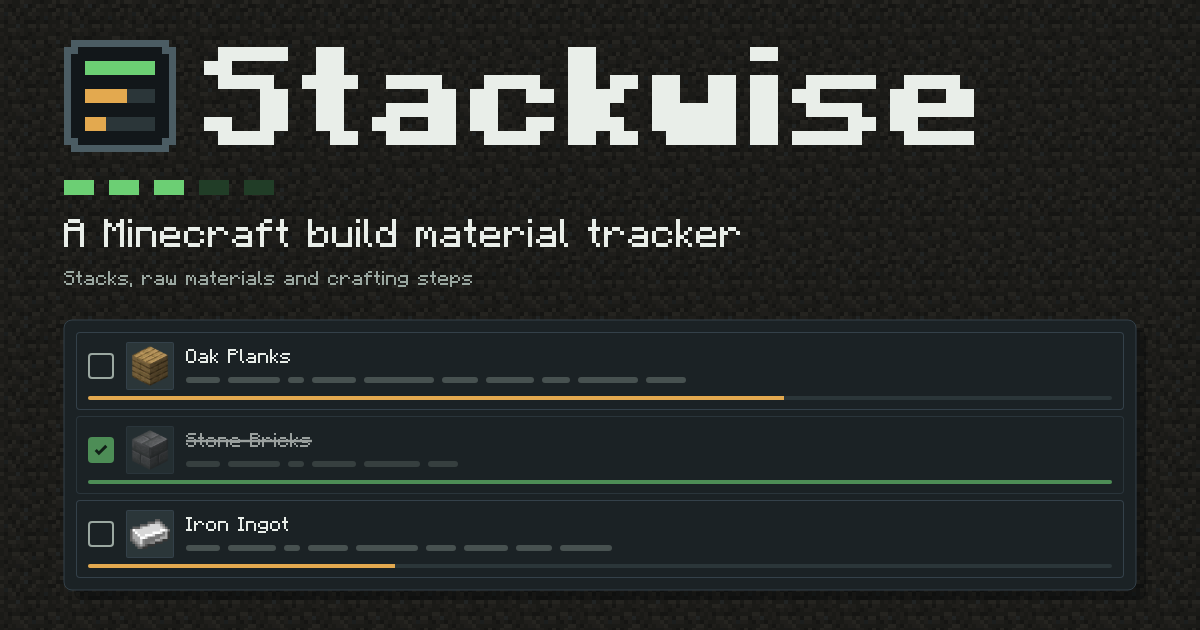 Stackwise
A Minecraft build material tracker
Stacks, raw materials and crafting steps
Oak Planks
Stone Bricks
Iron Ingot